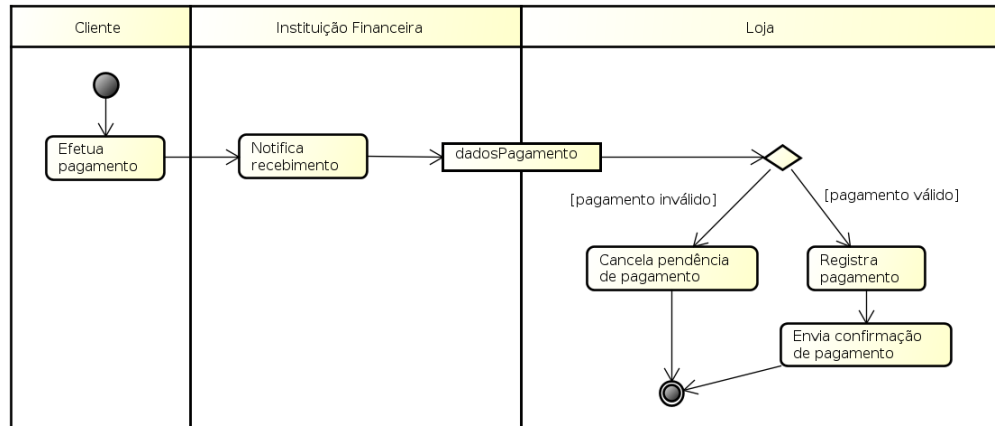 Cliente
Instituição Financeira
Loja
Efetua
pagamento
Notifica
recebimento
dadosPagamento
[pagamento inválido]
[pagamento válido]
Cancela pendência
de pagamento
Registra
pagamento
Envia confirmação
de pagamento